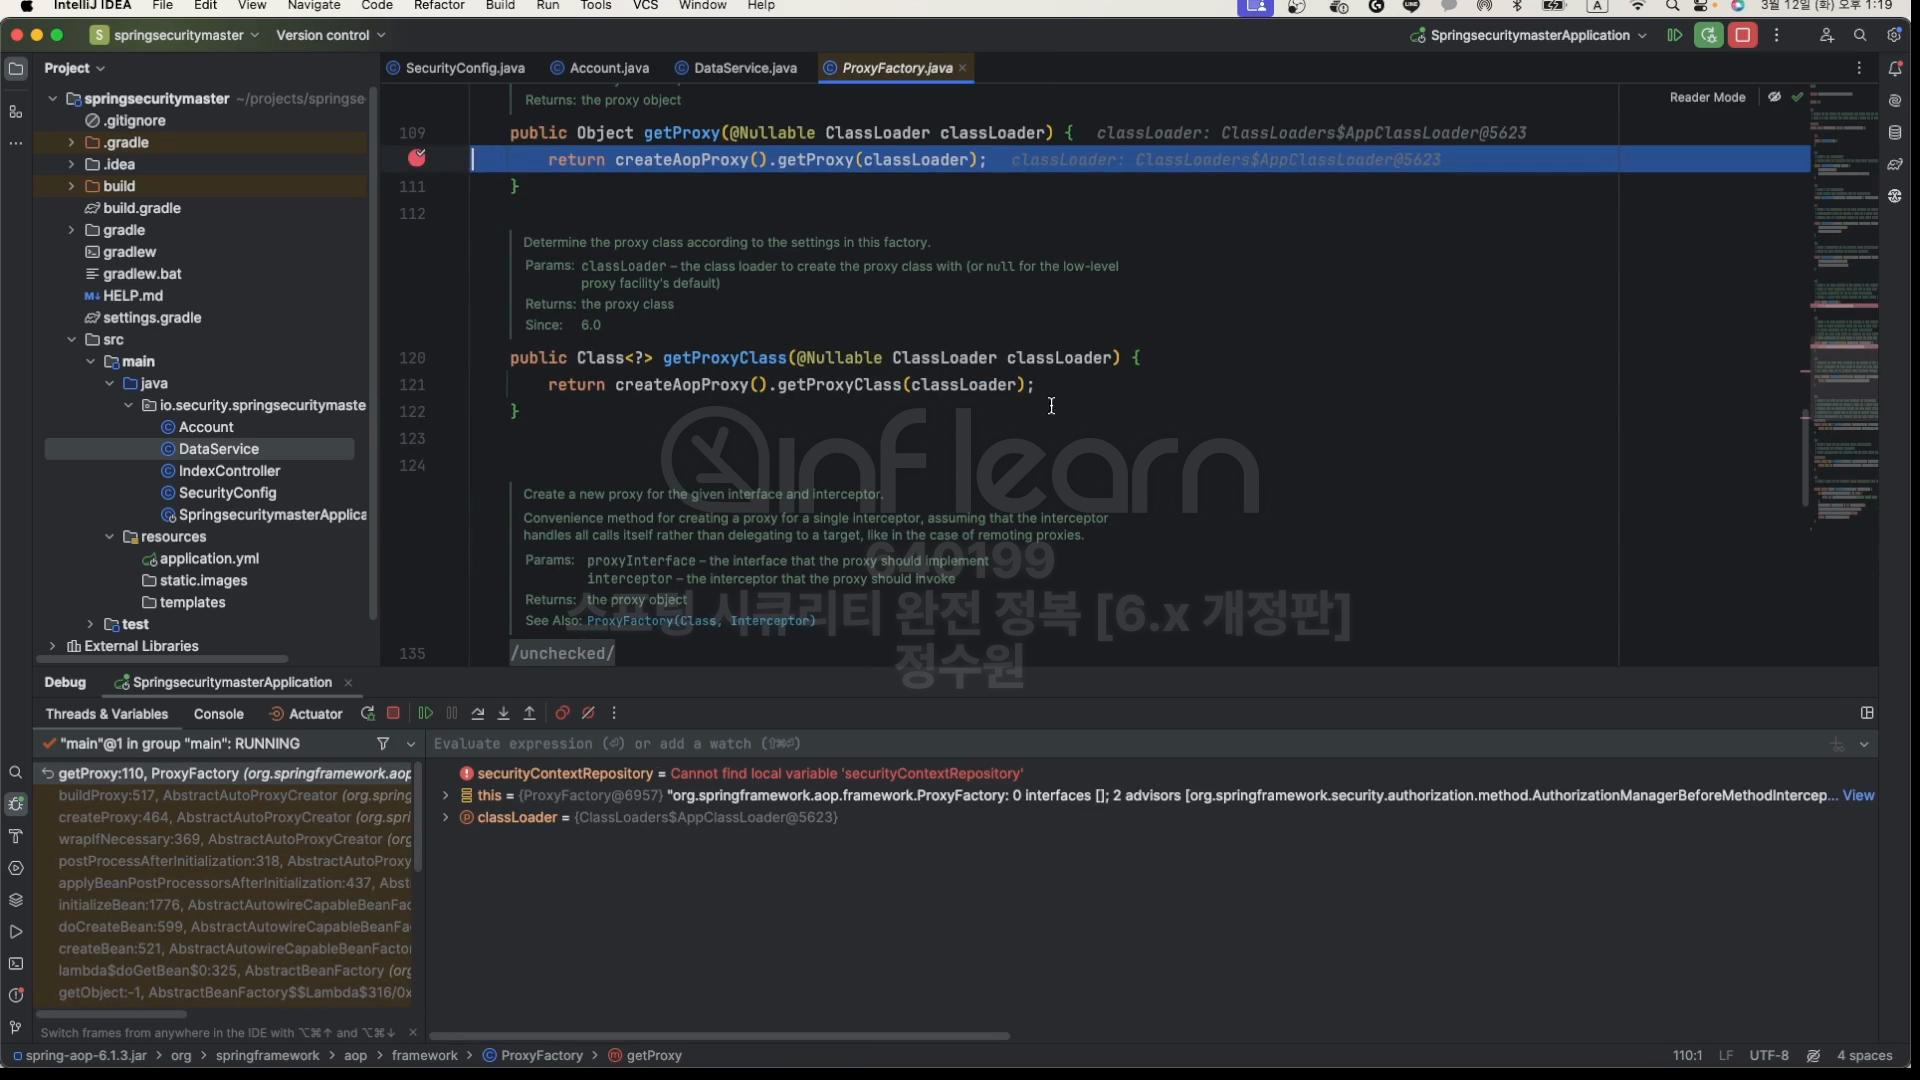 IntelliJ IDEA File Edit View Navigate Code Refactor Build Run Tools VCS Window Help A 3월 12일 (화) 오후 1:19
S springsecuritymaster Version control SpringsecuritymasterApplication
Project
SecurityConfig.java Account.java DataService.java ProxyFactory.java
springsecuritymaster ~/projects/springse
.gitignore
.gradle
.idea
build
build.gradle
gradle
gradlew
gradlew.bat
HELP.md
settings.gradle
src
main
java
io.security.springsecuritymaste
Account
DataService
IndexController
SecurityConfig
SpringsecuritymasterApplica
resources
application.yml
static.images
templates
test
External Libraries
Reader Mode
Returns: the proxy object
109 public Object getProxy(@Nullable ClassLoader classLoader) { classLoader: ClassLoaders$AppClassLoader@5623
return createAopProxy().getProxy(classLoader); classLoader: ClassLoaders$AppClassLoader@5623
111 }
112
Determine the proxy class according to the settings in this factory.
Params: classLoader – the class loader to create the proxy class with (or null for the low-level
proxy facility's default)
Returns: the proxy class
Since: 6.0
120 public Class<?> getProxyClass(@Nullable ClassLoader classLoader) {
121 return createAopProxy().getProxyClass(classLoader);
122 }
123
124
Create a new proxy for the given interface and interceptor.
Convenience method for creating a proxy for a single interceptor, assuming that the interceptor
handles all calls itself rather than delegating to a target, like in the case of remoting proxies.
Params: proxyInterface – the interface that the proxy should implement
interceptor – the interceptor that the proxy should invoke
Returns: the proxy object
See Also: ProxyFactory(Class, Interceptor)
135 /unchecked/
inflearn
640199
스프링 시큐리티 완전 정복 [6.x 개정판]
정수원
Debug SpringsecuritymasterApplication
Threads & Variables Console Actuator
"main"@1 in group "main": RUNNING
getProxy:110, ProxyFactory (org.springframework.aop
buildProxy:517, AbstractAutoProxyCreator (org.spring
createProxy:464, AbstractAutoProxyCreator (org.spri
wrapIfNecessary:369, AbstractAutoProxyCreator (org
postProcessAfterInitialization:318, AbstractAutoProxy
applyBeanPostProcessorsAfterInitialization:437, Abst
initializeBean:1776, AbstractAutowireCapableBeanFac
doCreateBean:599, AbstractAutowireCapableBeanFac
createBean:521, AbstractAutowireCapableBeanFacto
lambda$doGetBean$0:325, AbstractBeanFactory (org
getObject:-1, AbstractBeanFactory$$Lambda$316/0x
Switch frames from anywhere in the IDE with ⌥⌘↑ and ⌥⌘↓
Evaluate expression (⏎) or add a watch (⇧⌘⏎)
securityContextRepository = Cannot find local variable 'securityContextRepository'
this = {ProxyFactory@6957} "org.springframework.aop.framework.ProxyFactory: 0 interfaces []; 2 advisors [org.springframework.security.authorization.method.AuthorizationManagerBeforeMethodIntercep... View
classLoader = {ClassLoaders$AppClassLoader@5623}
spring-aop-6.1.3.jar org springframework aop framework ProxyFactory getProxy 110:1 LF UTF-8 4 spaces